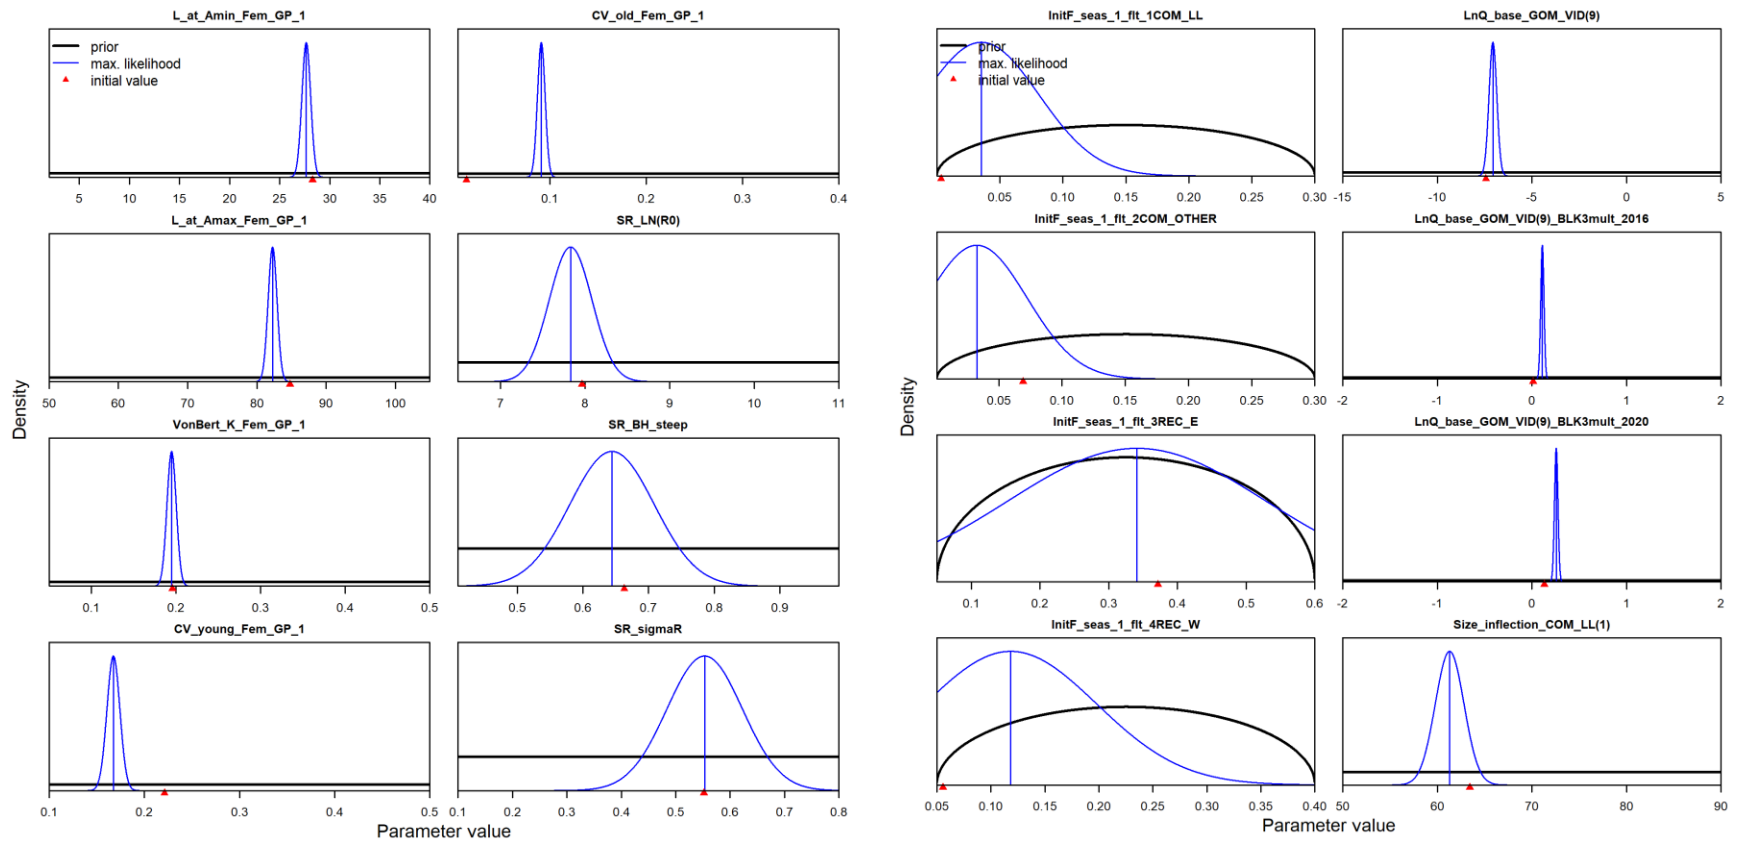 L_at_Amin_Fem_GP_1
prior
max. likelihood
initial value
5 10 15 20 25 30 35 40
CV_old_Fem_GP_1
0.1 0.2 0.3 0.4
L_at_Amax_Fem_GP_1
50 60 70 80 90 100
SR_LN(R0)
7 8 9 10 11
VonBert_K_Fem_GP_1
0.1 0.2 0.3 0.4 0.5
SR_BH_steep
0.5 0.6 0.7 0.8 0.9
CV_young_Fem_GP_1
0.1 0.2 0.3 0.4 0.5
SR_sigmaR
0.1 0.2 0.3 0.4 0.5 0.6 0.7 0.8
Density
Parameter value
InitF_seas_1_flt_1COM_LL
prior
max. likelihood
initial value
0.05 0.10 0.15 0.20 0.25 0.30
LnQ_base_GOM_VID(9)
-15 -10 -5 0 5
InitF_seas_1_flt_2COM_OTHER
0.05 0.10 0.15 0.20 0.25 0.30
LnQ_base_GOM_VID(9)_BLK3mult_2016
-2 -1 0 1 2
InitF_seas_1_flt_3REC_E
0.1 0.2 0.3 0.4 0.5 0.6
LnQ_base_GOM_VID(9)_BLK3mult_2020
-2 -1 0 1 2
InitF_seas_1_flt_4REC_W
0.05 0.10 0.15 0.20 0.25 0.30 0.35 0.40
Size_inflection_COM_LL(1)
50 60 70 80 90
Density
Parameter value